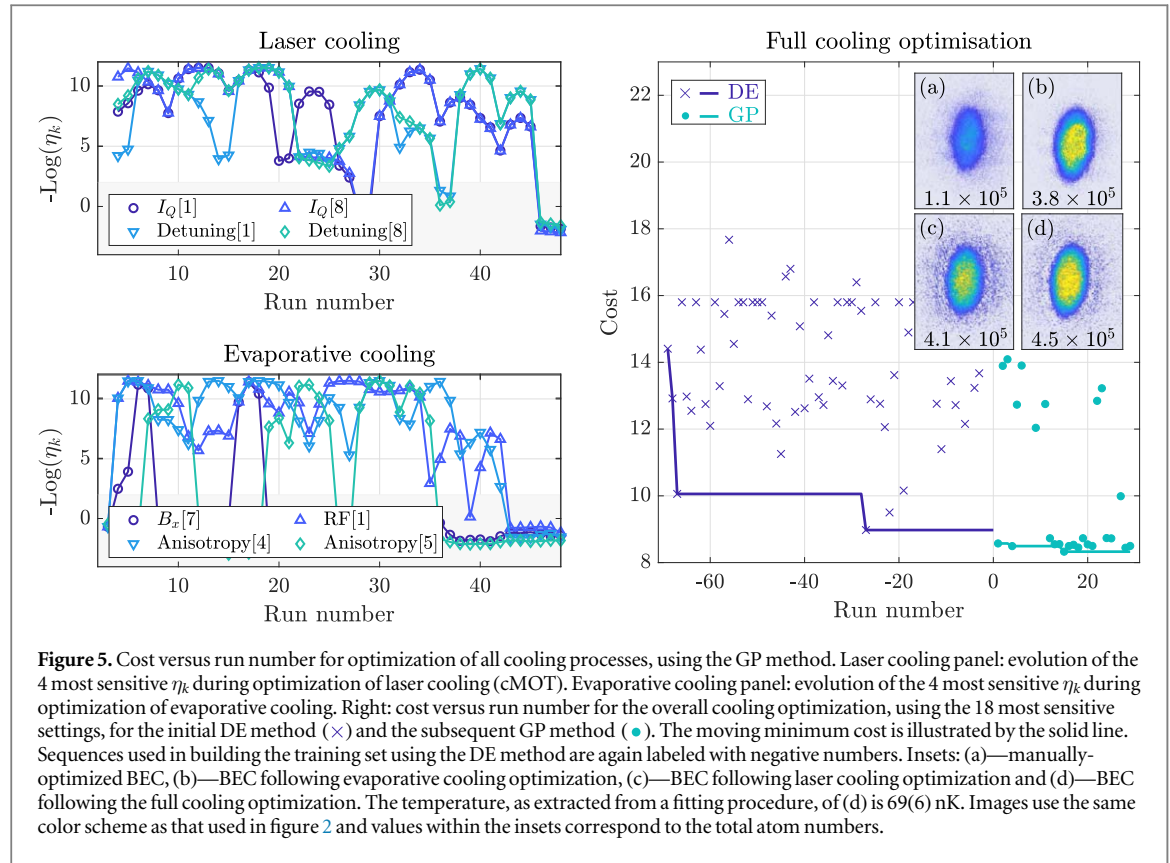 Laser cooling
-Log(ηk)
10
5
0
IQ[1]
IQ[8]
Detuning[1]
Detuning[8]
10 20 30 40
Run number
Evaporative cooling
-Log(ηk)
10
5
0
Bx[7]
RF[1]
Anisotropy[4]
Anisotropy[5]
10 20 30 40
Run number
Full cooling optimisation
Cost
22
20
18
16
14
12
10
8
DE
GP
(a)
1.1 × 10^5
(b)
3.8 × 10^5
(c)
4.1 × 10^5
(d)
4.5 × 10^5
-60 -40 -20 0 20
Run number
Figure 5. Cost versus run number for optimization of all cooling processes, using the GP method. Laser cooling panel: evolution of the
4 most sensitive ηk during optimization of laser cooling (cMOT). Evaporative cooling panel: evolution of the 4 most sensitive ηk during
optimization of evaporative cooling. Right: cost versus run number for the overall cooling optimization, using the 18 most sensitive
settings, for the initial DE method (×) and the subsequent GP method (●). The moving minimum cost is illustrated by the solid line.
Sequences used in building the training set using the DE method are again labeled with negative numbers. Insets: (a)—manually-
optimized BEC, (b)—BEC following evaporative cooling optimization, (c)—BEC following laser cooling optimization and (d)—BEC
following the full cooling optimization. The temperature, as extracted from a fitting procedure, of (d) is 69(6) nK. Images use the same
color scheme as that used in figure 2 and values within the insets correspond to the total atom numbers.